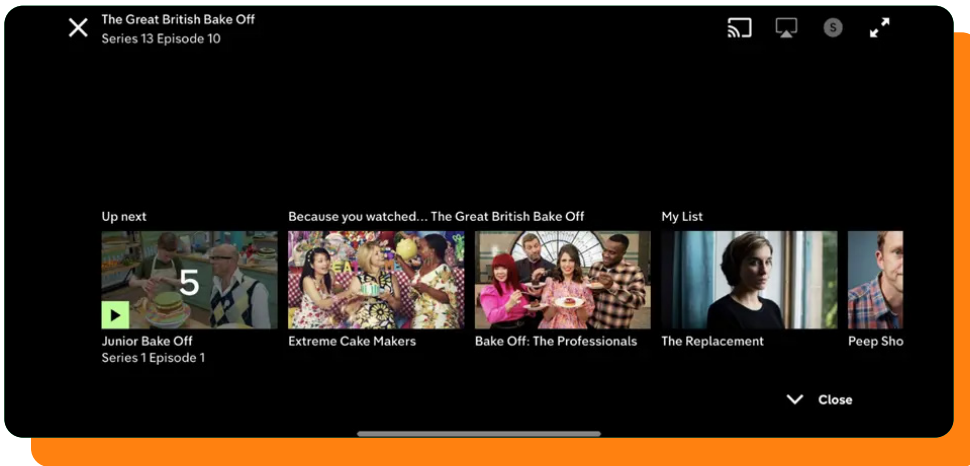 The Great British Bake Off
Series 13 Episode 10
S
Up next
Because you watched... The Great British Bake Off
My List
5
EAT
Junior Bake Off
Series 1 Episode 1
Extreme Cake Makers
Bake Off: The Professionals
The Replacement
Peep Sho
Close